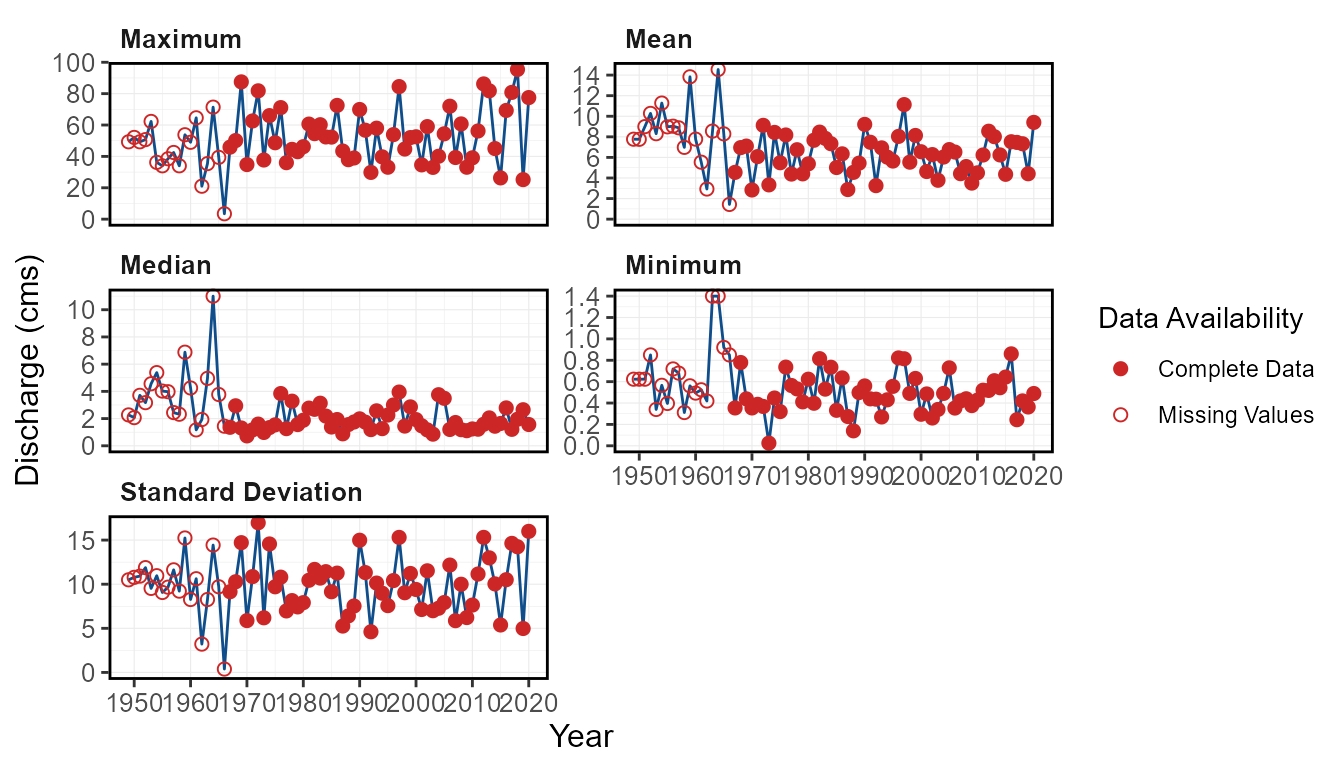 Maximum
100
80
60
40
20
0
Mean
14
12
10
8
6
4
2
0
Discharge (cms)
Median
10
8
6
4
2
0
Minimum
1.4
1.2
1.0
0.8
0.6
0.4
0.2
0.0
1950 1960 1970 1980 1990 2000 2010 2020
Data Availability
Complete Data
Missing Values
Standard Deviation
15
10
5
0
1950 1960 1970 1980 1990 2000 2010 2020
Year